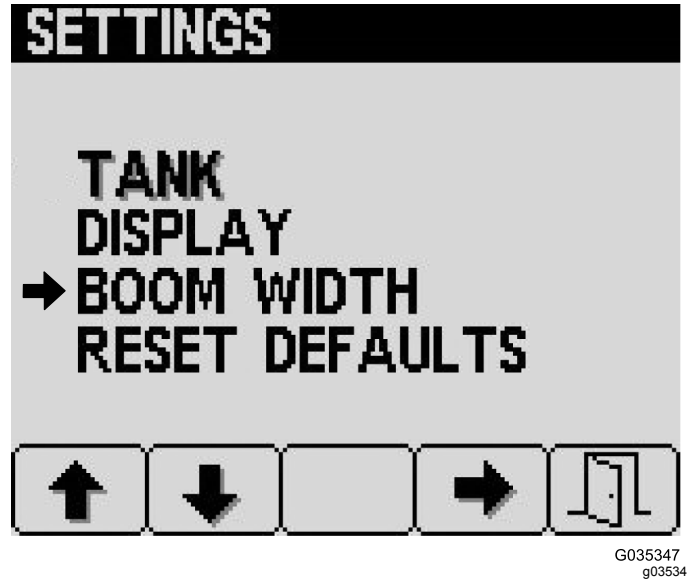 SETTINGS
TANK
DISPLAY
BOOM WIDTH
RESET DEFAULTS
G035347
g03534